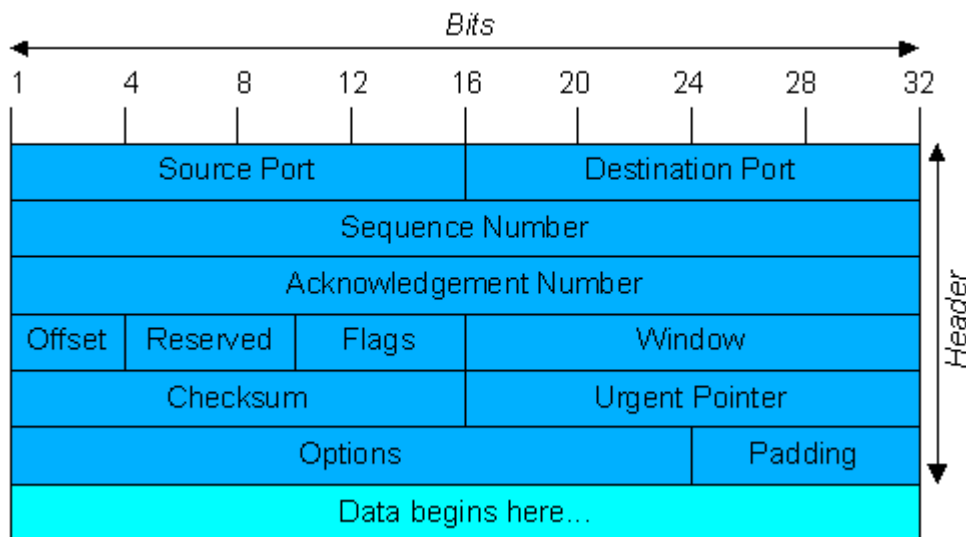 Bits
1 4 8 12 16 20 24 28 32
Source Port Destination Port
Sequence Number
Acknowledgement Number
Offset Reserved Flags Window
Checksum Urgent Pointer
Options Padding
Data begins here...
Header